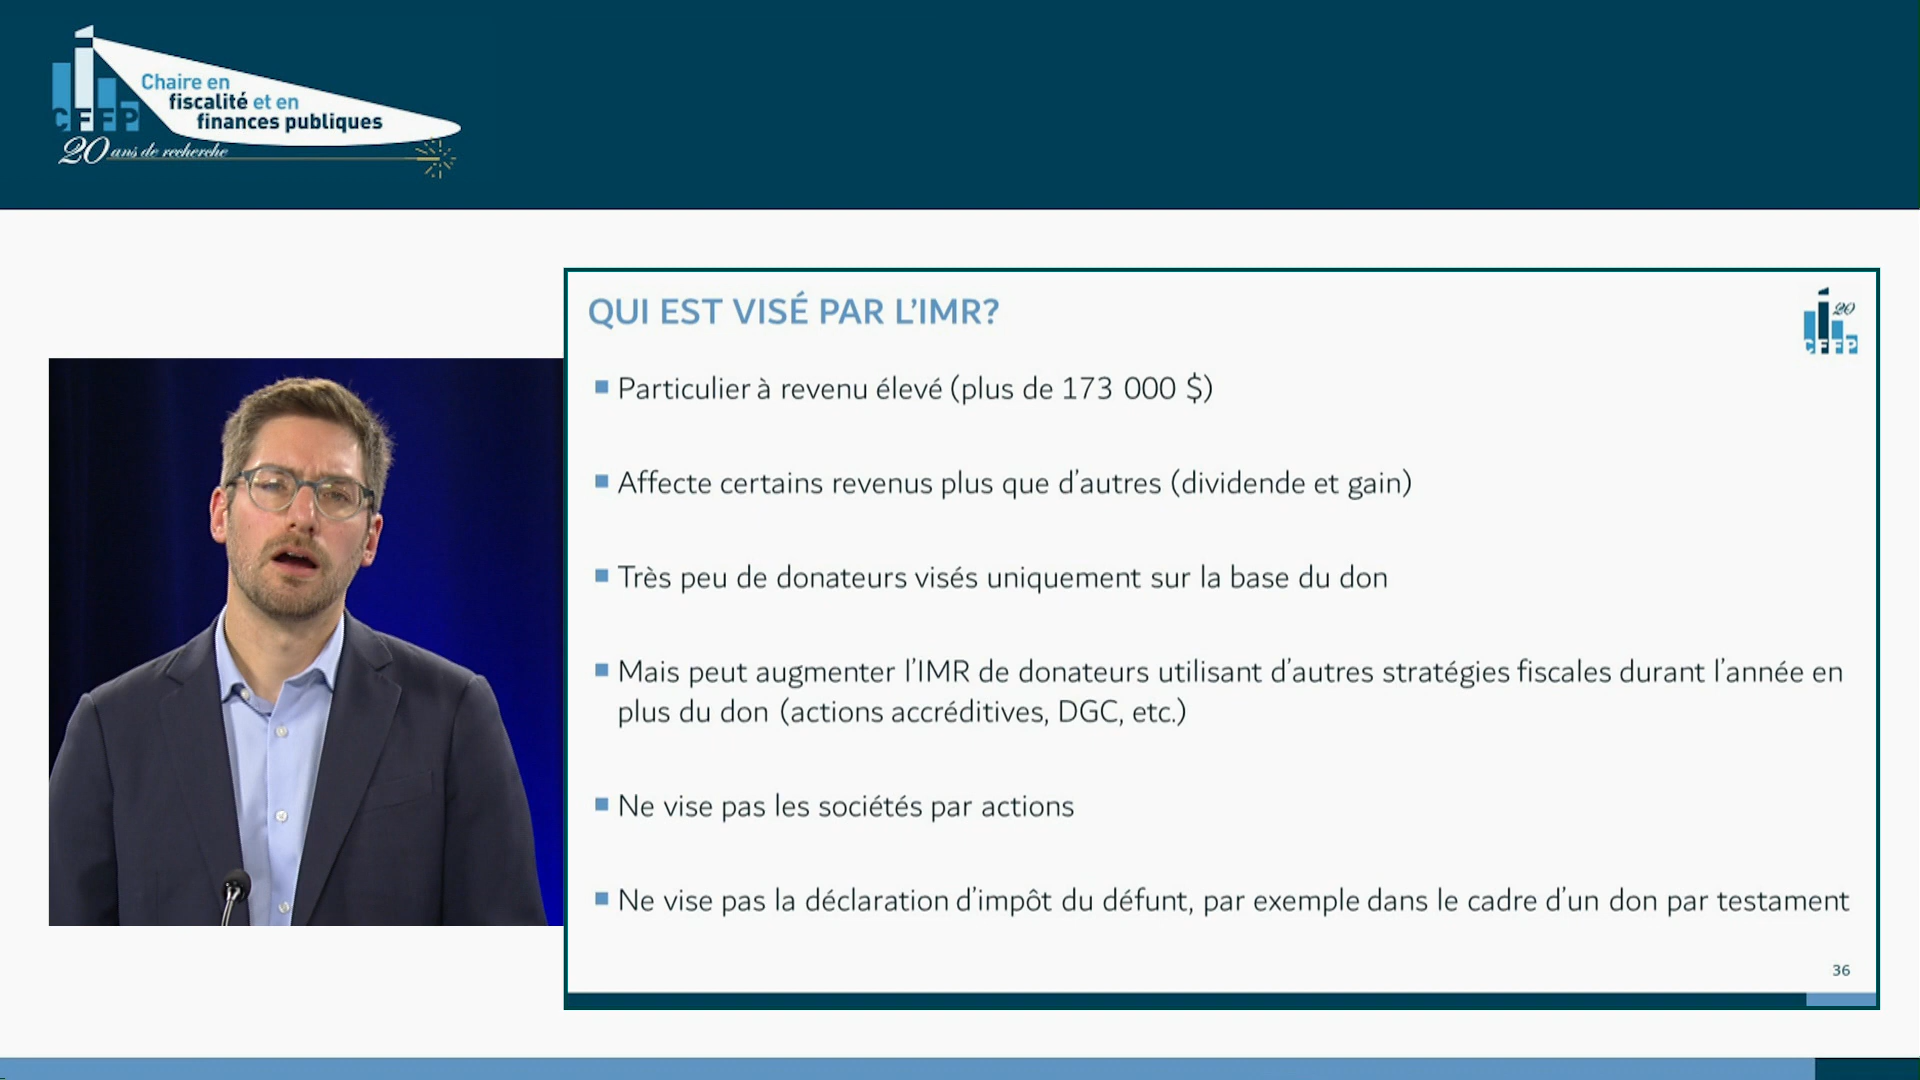 Chaire en
fiscalité et en
finances publiques
CFFP
20 ans de recherche
QUI EST VISÉ PAR L'IMR?
20
CFFP
Particulier à revenu élevé (plus de 173 000 $)
Affecte certains revenus plus que d'autres (dividende et gain)
Très peu de donateurs visés uniquement sur la base du don
Mais peut augmenter l'IMR de donateurs utilisant d'autres stratégies fiscales durant l'année en
plus du don (actions accréditives, DGC, etc.)
Ne vise pas les sociétés par actions
Ne vise pas la déclaration d'impôt du défunt, par exemple dans le cadre d'un don par testament
36